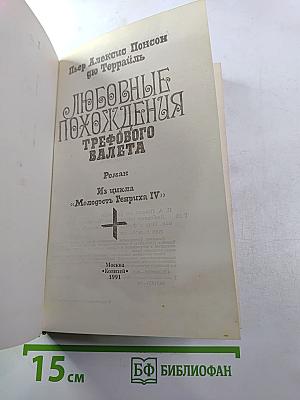 Пьер Алексис Понсон
дю Террайль
ЛЮБОВНЫЕ
ПОХОЖДЕНИЯ
ТРЕФОВОГО
ВАЛЕТА
Роман
Из цикла
«Молодость Генриха IV»
Москва
1991
15 см
БФ БИБЛИОФАН